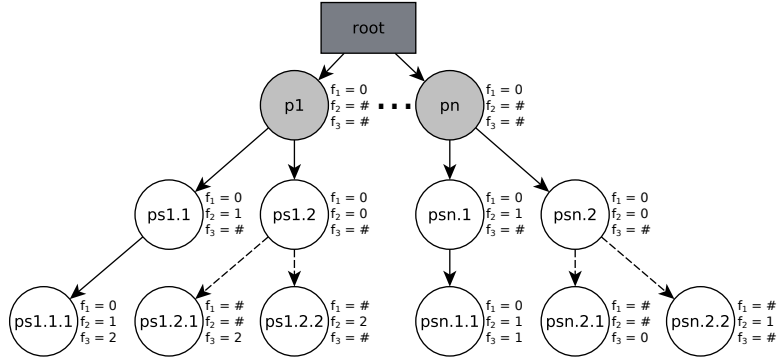 root
p1
f₁ = 0
f₂ = #
f₃ = #
...
pn
f₁ = 0
f₂ = #
f₃ = #
ps1.1
f₁ = 0
f₂ = 1
f₃ = #
ps1.2
f₁ = 0
f₂ = 0
f₃ = #
psn.1
f₁ = 0
f₂ = 1
f₃ = #
psn.2
f₁ = 0
f₂ = 0
f₃ = #
ps1.1.1
f₁ = 0
f₂ = 1
f₃ = 2
ps1.2.1
f₁ = #
f₂ = #
f₃ = 2
ps1.2.2
f₁ = #
f₂ = 2
f₃ = #
psn.1.1
f₁ = 0
f₂ = 1
f₃ = 1
psn.2.1
f₁ = #
f₂ = #
f₃ = 0
psn.2.2
f₁ = #
f₂ = 1
f₃ = #